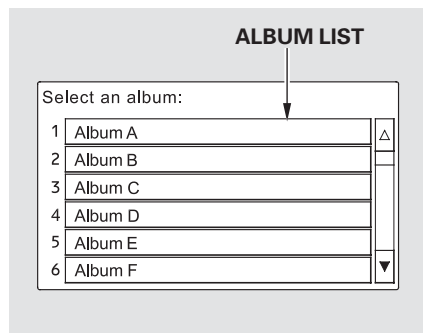 ALBUM LIST
Select an album:
1 Album A
2 Album B
3 Album C
4 Album D
5 Album E
6 Album F